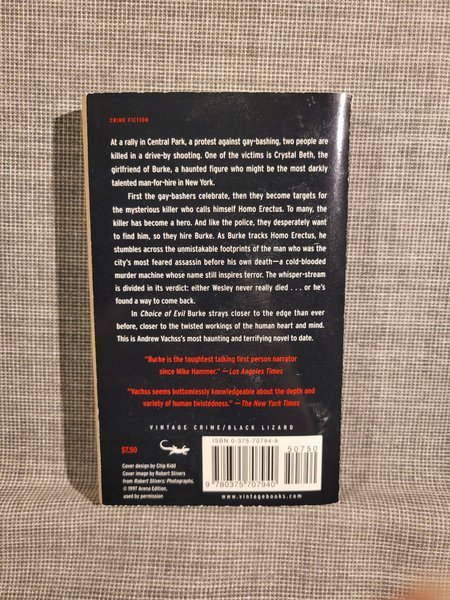 CRIME FICTION
At a rally in Central Park, a protest against gay-bashing, two people are
killed in a drive-by shooting. One of the victims is Crystal Beth, the
girlfriend of Burke, a haunted figure who might be the most darkly
talented man-for-hire in New York.
First the gay-bashers celebrate, then they become targets for
the mysterious killer who calls himself Homo Erectus. To many, the
killer has become a hero. And like the police, they desperately want
to find him, so they hire Burke. As Burke tracks Homo Erectus, he
stumbles across the unmistakable footprints of the man who was the
city's most feared assassin before his own death—a cold-blooded
murder machine whose name still inspires terror. The whisper-stream
is divided in its verdict: either Wesley never really died . . . or he's
found a way to come back.
In Choice of Evil Burke strays closer to the edge than ever
before, closer to the twisted workings of the human heart and mind.
This is Andrew Vachss's most haunting and terrifying novel to date.
"Burke is the toughest talking first person narrator
since Mike Hammer." —Los Angeles Times
"Vachss seems bottomlessly knowledgeable about the depth and
variety of human twistedness." —The New York Times
VINTAGE CRIME/BLACK LIZARD
$7.50
Cover design by Chip Kidd
Cover image by Robert Stivers
from Robert Stivers: Photographs,
© 1997 Arena Edition,
used by permission
ISBN 0-375-70794-8
50750
9 780375 707940
www.vintagebooks.com